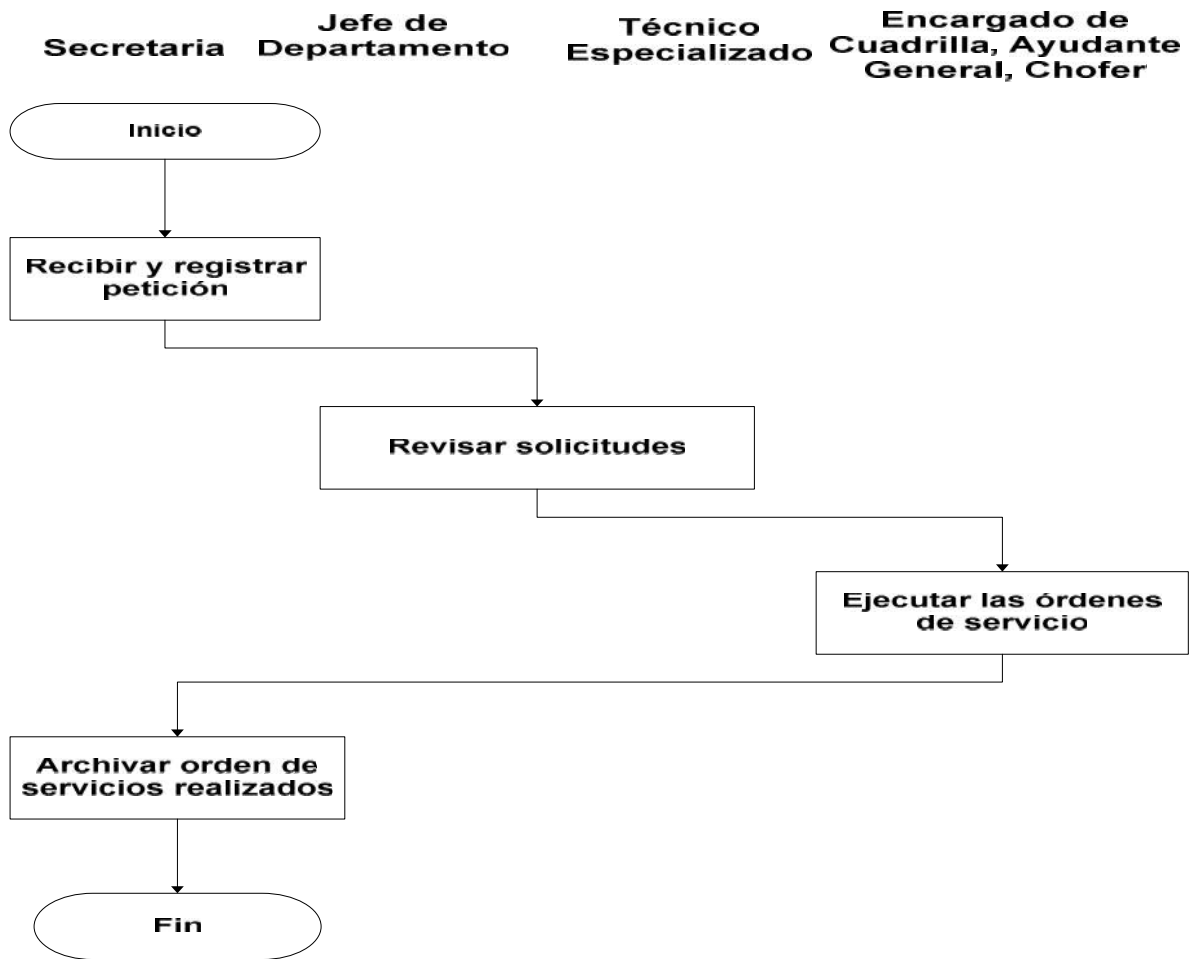 Secretaria
Jefe de
Departamento
Técnico
Especializado
Encargado de
Cuadrilla, Ayudante
General, Chofer
Inicio
Recibir y registrar
petición
Revisar solicitudes
Ejecutar las órdenes
de servicio
Archivar orden de
servicios realizados
Fin